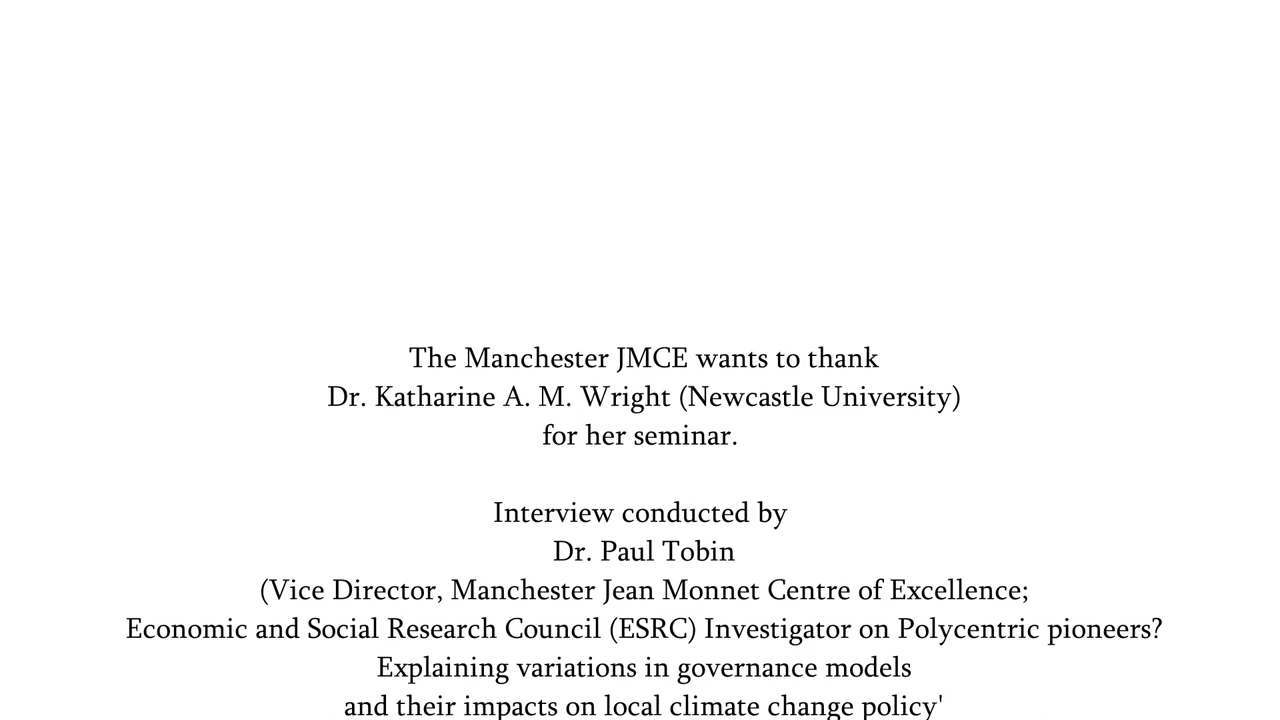 The Manchester JMCE wants to thank
Dr. Katharine A. M. Wright (Newcastle University)
for her seminar.
Interview conducted by
Dr. Paul Tobin
(Vice Director, Manchester Jean Monnet Centre of Excellence;
Economic and Social Research Council (ESRC) Investigator on Polycentric pioneers?
Explaining variations in governance models
and their impacts on local climate change policy'